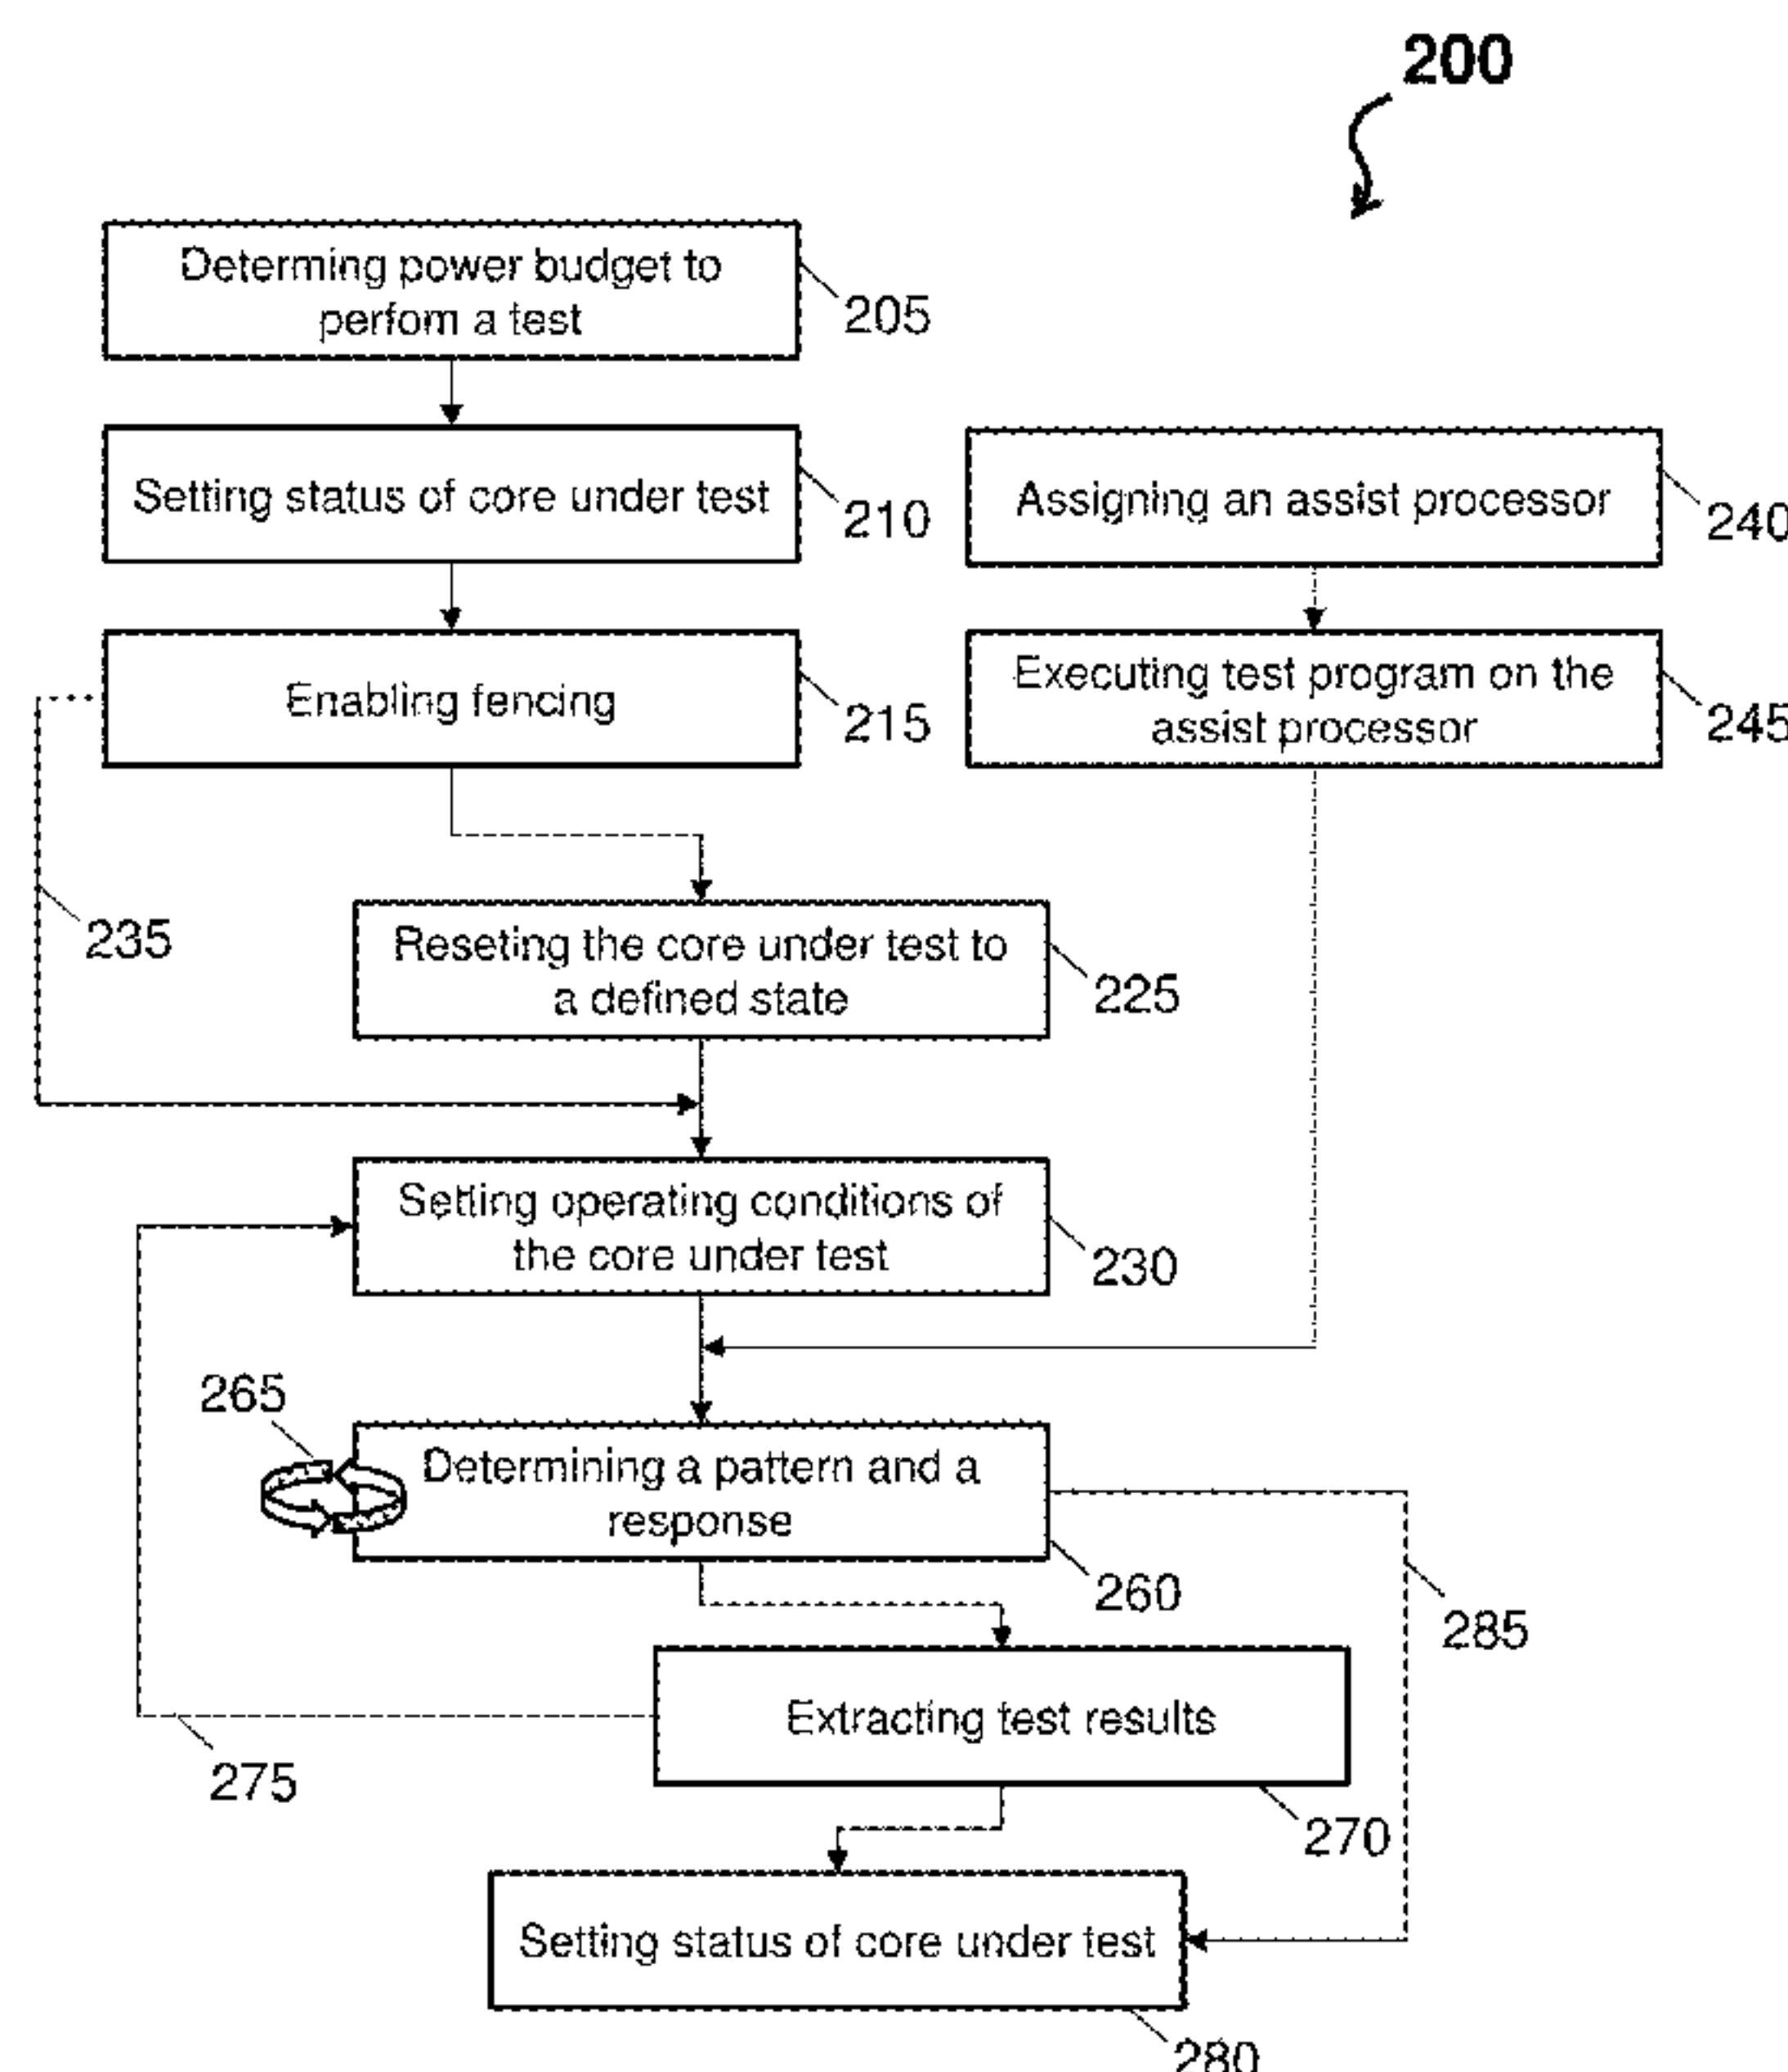 200
Determing power budget to
perfom a test
205
Setting status of core under test
210
Assigning an assist processor
240
Enabling fencing
215
Executing test program on the
assist processor
245
235
Reseting the core under test to
a defined state
225
Setting operating conditions of
the core under test
230
265
Determining a pattern and a
response
260
285
Extracting test results
275
270
Setting status of core under test
280